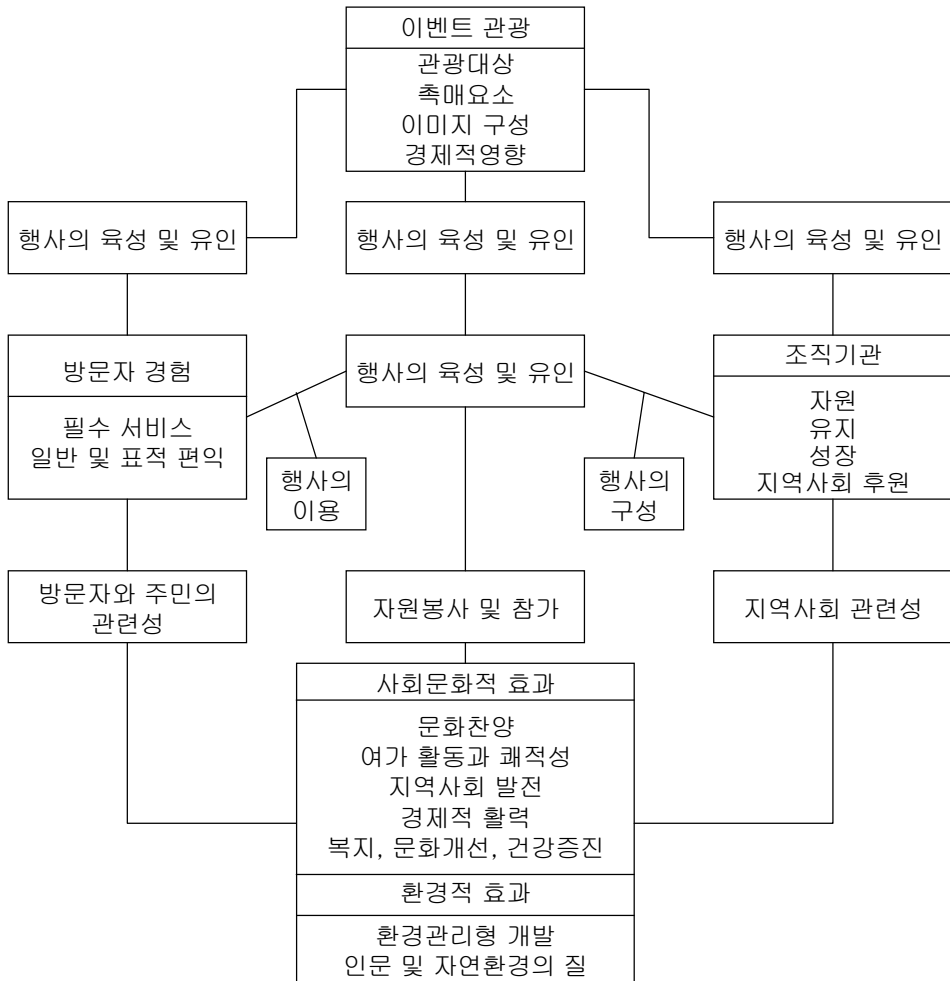 이벤트 관광
관광대상
촉매요소
이미지 구성
경제적영향
행사의 육성 및 유인
행사의 육성 및 유인
행사의 육성 및 유인
방문자 경험
필수 서비스
일반 및 표적 편익
행사의 육성 및 유인
조직기관
자원
유지
성장
지역사회 후원
행사의
이용
행사의
구성
방문자와 주민의
관련성
자원봉사 및 참가
지역사회 관련성
사회문화적 효과
문화찬양
여가 활동과 쾌적성
지역사회 발전
경제적 활력
복지, 문화개선, 건강증진
환경적 효과
환경관리형 개발
인문 및 자연환경의 질